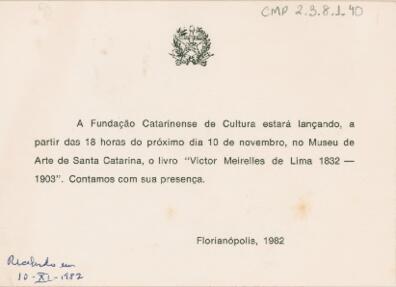 CMP 2.3.8.1.40
A Fundação Catarinense de Cultura estará lançando, a
partir das 18 horas do próximo dia 10 de novembro, no Museu de
Arte de Santa Catarina, o livro "Victor Meirelles de Lima 1832 —
1903". Contamos com sua presença.
Florianópolis, 1982
Recebido em
10-XI-1982